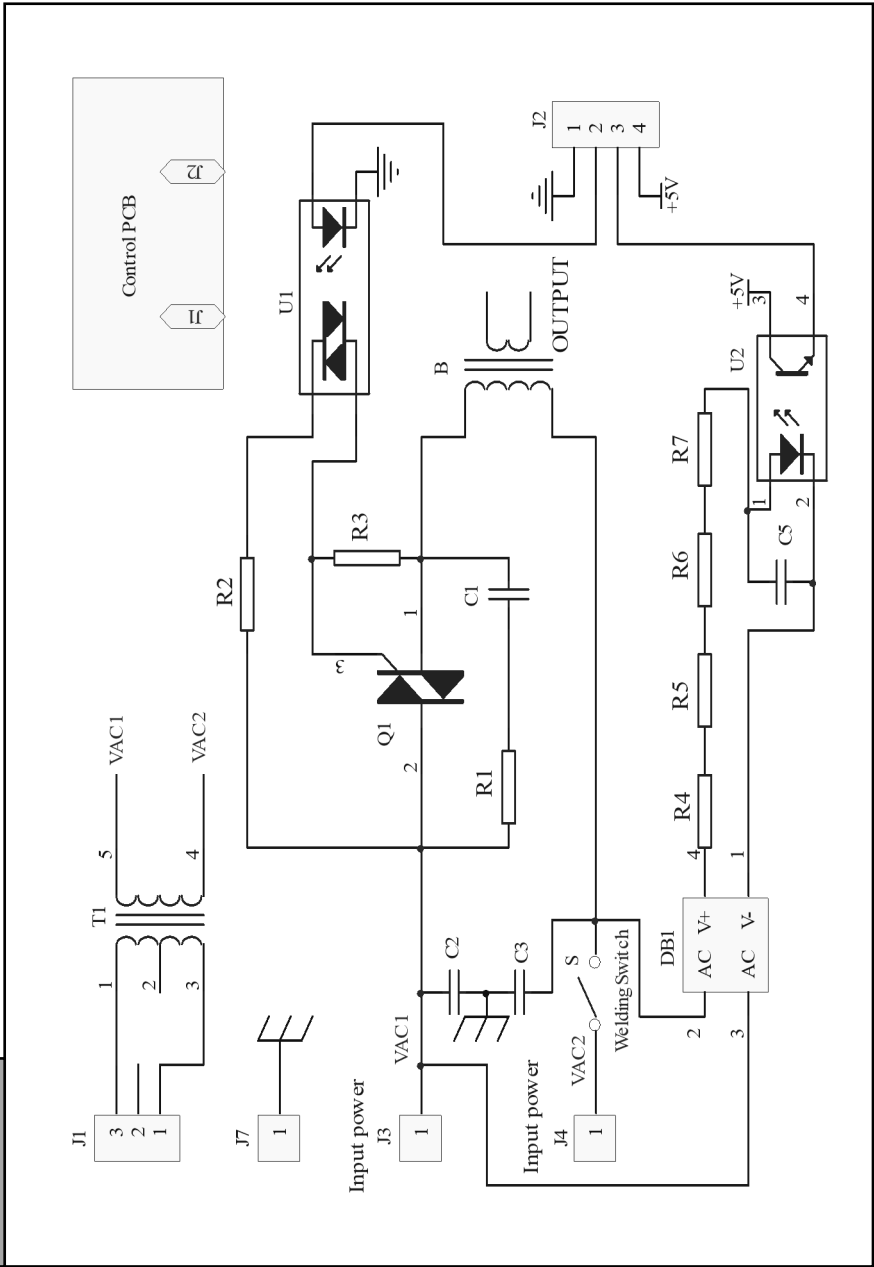 J1
T1
1 5 VAC1
3
Control PCB
2 2
1
3 4 VAC2
J1 J2
R2
J7
1
U1
3
Input power
R3
J3
Q1
VAC1
2 1
1
B
C2
C1
R1
C3
Input power
J2
J4
OUTPUT
S
VAC2
1
1 2
Welding Switch
3
4
DB1
+5V
R4 R5 R6 R7
2 4
AC V+
U2
3 1 +5V
AC V-
1 3
C5
2 4